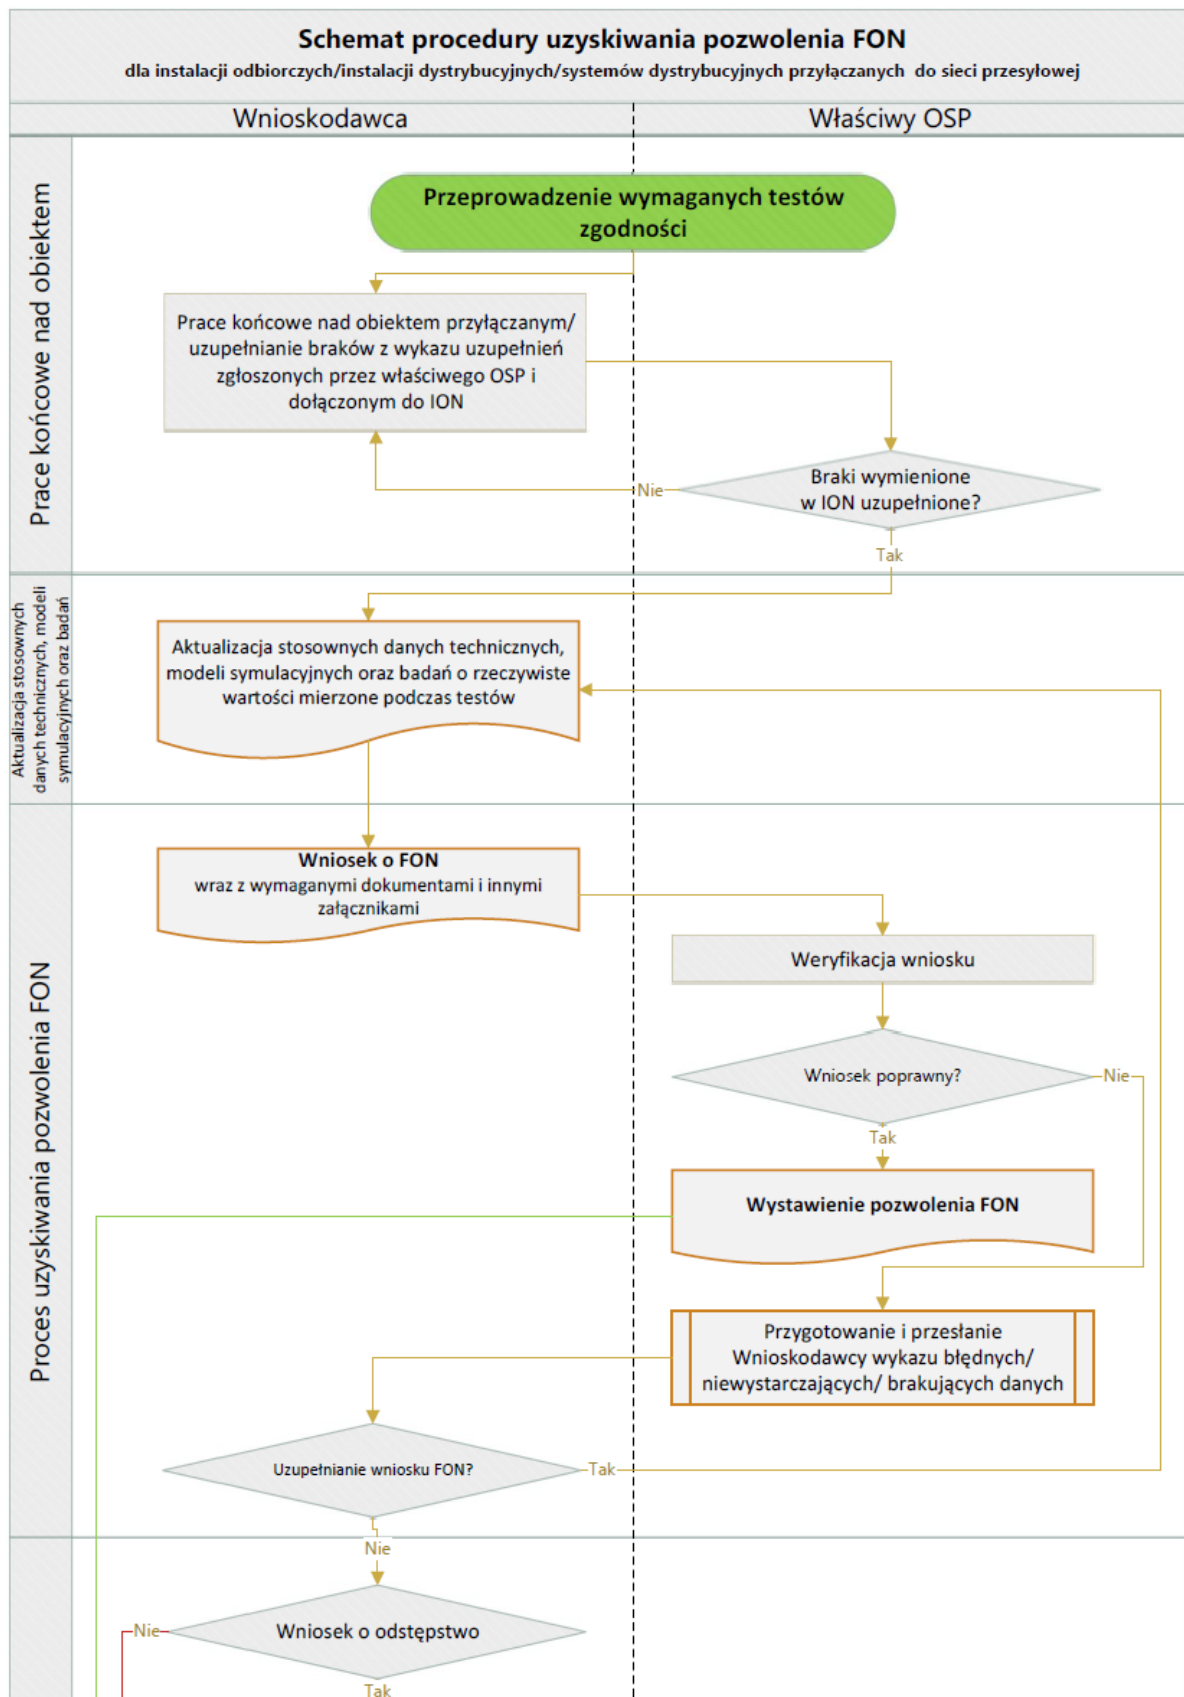 Schemat procedury uzyskiwania pozwolenia FON
dla instalacji odbiorczych/instalacji dystrybucyjnych/systemów dystrybucyjnych przyłączanych do sieci przesyłowej
Wnioskodawca
Właściwy OSP
Prace końcowe nad obiektem
Przeprowadzenie wymaganych testów
zgodności
Prace końcowe nad obiektem przyłączanym/
uzupełnianie braków z wykazu uzupełnień
zgłoszonych przez właściwego OSP i
dołączonym do ION
Braki wymienione
w ION uzupełnione?
Nie
Tak
Aktualizacja stosownych
danych technicznych, modeli
symulacyjnych oraz badań
Aktualizacja stosownych danych technicznych,
modeli symulacyjnych oraz badań o rzeczywiste
wartości mierzone podczas testów
Proces uzyskiwania pozwolenia FON
Wniosek o FON
wraz z wymaganymi dokumentami i innymi
załącznikami
Weryfikacja wniosku
Wniosek poprawny?
Nie
Tak
Wystawienie pozwolenia FON
Przygotowanie i przesłanie
Wnioskodawcy wykazu błędnych/
niewystarczających/ brakujących danych
Uzupełnianie wniosku FON?
Tak
Nie
Wniosek o odstępstwo
Nie
Tak